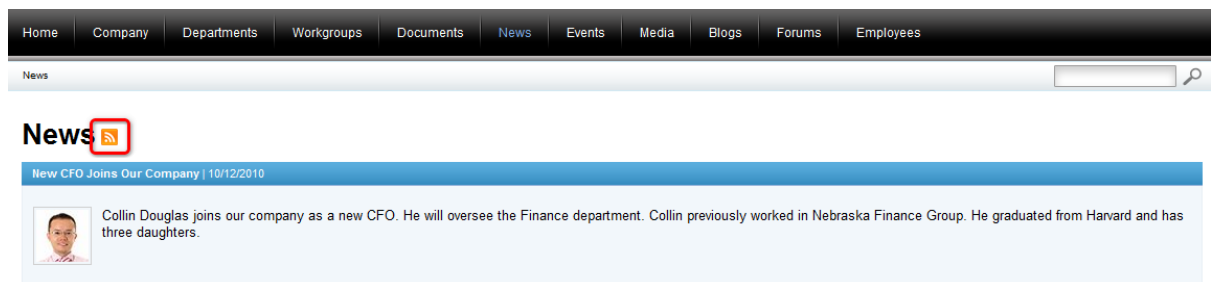 Home Company Departments Workgroups Documents News Events Media Blogs Forums Employees
News
News
New CFO Joins Our Company | 10/12/2010
Collin Douglas joins our company as a new CFO. He will oversee the Finance department. Collin previously worked in Nebraska Finance Group. He graduated from Harvard and has
three daughters.